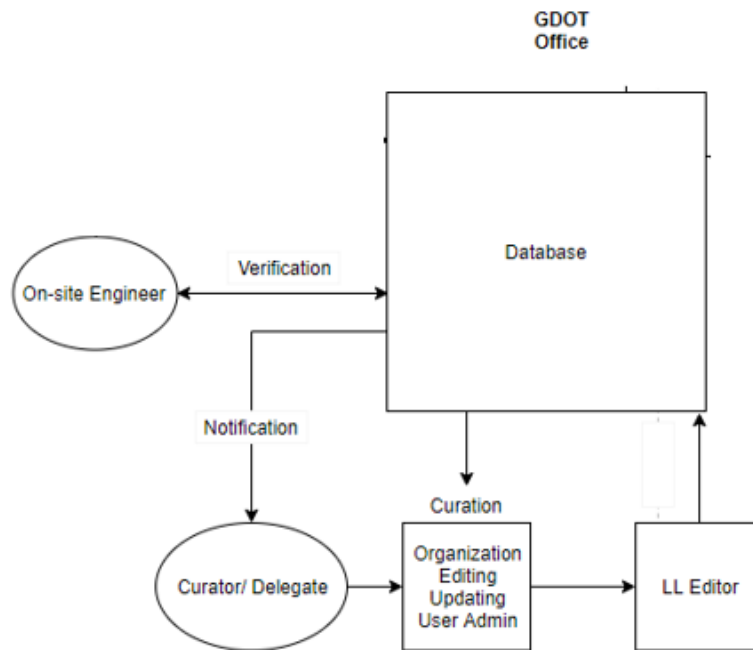 GDOT
Office
Database
Verification
On-site Engineer
Notification
Curation
Organization
Editing
Updating
User Admin
Curator/ Delegate
LL Editor